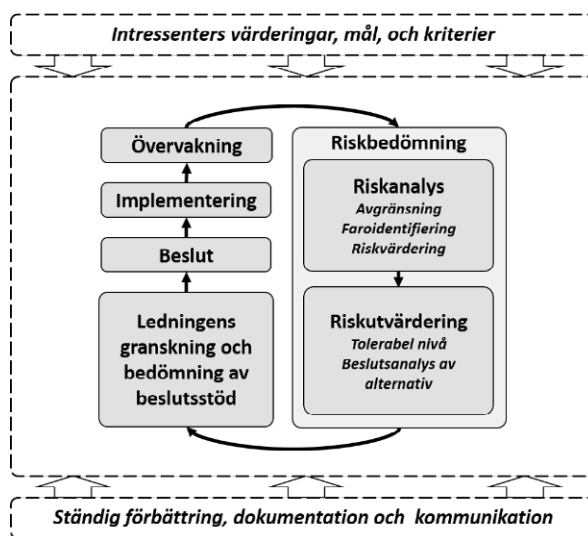 Intressenters värderingar, mål, och kriterier
Övervakning
Implementering
Beslut
Ledningens
granskning och
bedömning av
beslutsstöd
Riskbedömning
Riskanalys
Avgränsning
Faroidentifiering
Riskvärdering
Riskutvärdering
Tolerabel nivå
Beslutsanalys av
alternativ
Ständig förbättring, dokumentation och kommunikation